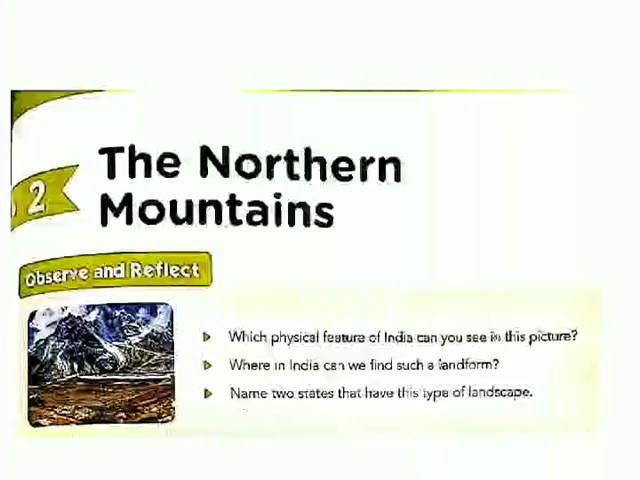 2
The Northern
Mountains
Observe and Reflect
Which physical feature of India can you see in this picture?
Where in India can we find such a landform?
Name two states that have this type of landscape.